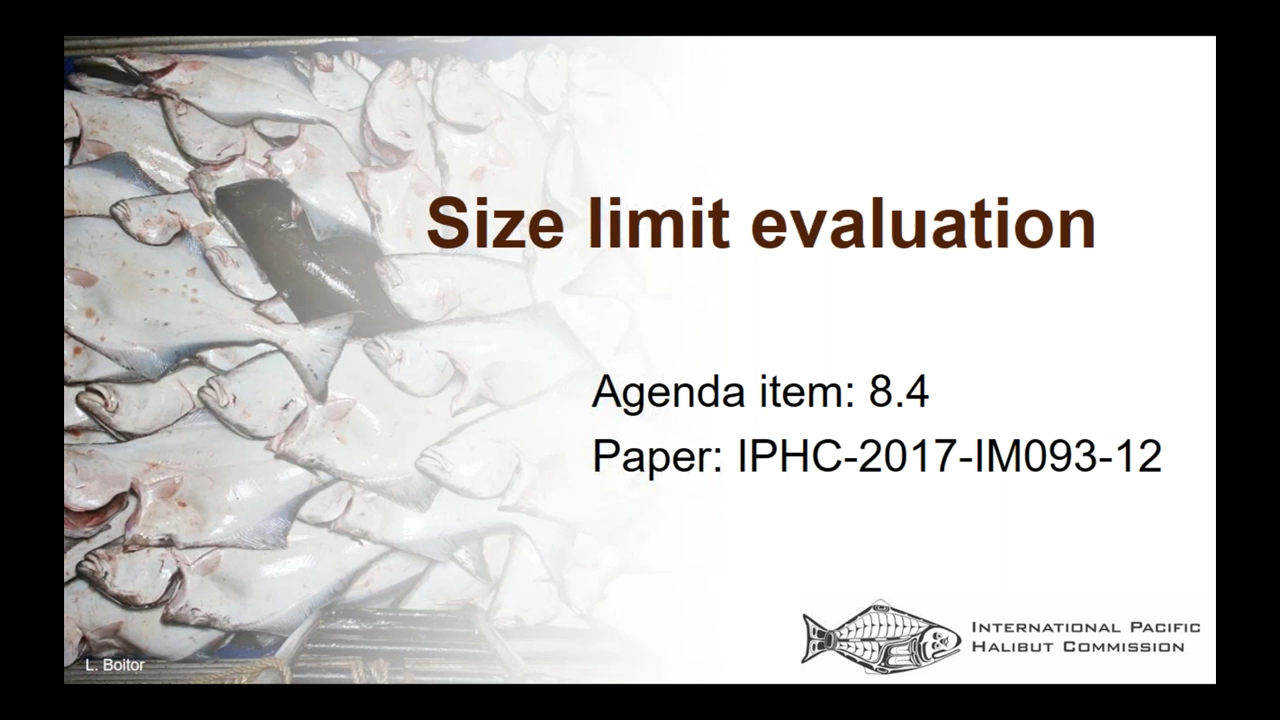 Size limit evaluation
Agenda item: 8.4
Paper: IPHC-2017-IM093-12
INTERNATIONAL PACIFIC
HALIBUT COMMISSION
L. Boitor